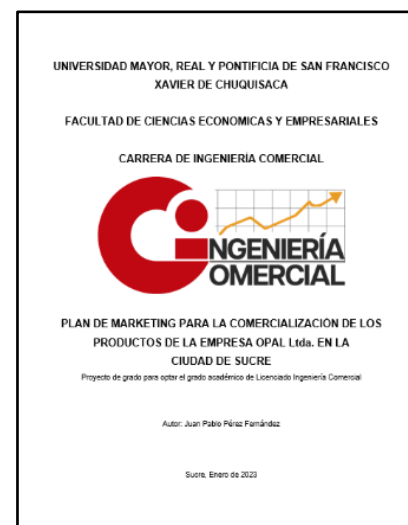 UNIVERSIDAD MAYOR, REAL Y PONTIFICIA DE SAN FRANCISCO
XAVIER DE CHUQUISACA
FACULTAD DE CIENCIAS ECONOMICAS Y EMPRESARIALES
CARRERA DE INGENIERÍA COMERCIAL
INGENIERÍA
COMERCIAL
PLAN DE MARKETING PARA LA COMERCIALIZACIÓN DE LOS
PRODUCTOS DE LA EMPRESA OPAL Ltda. EN LA
CIUDAD DE SUCRE
Proyecto de grado para optar el grado académico de Licenciado Ingeniería Comercial
Autor: Juan Pablo Pérez Fernández
Sucre, Enero de 2023